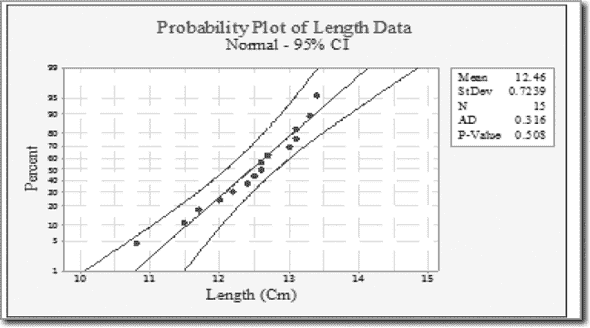 Probability Plot of Length Data
Normal - 95% CI
Mean 12.46
StDev 0.7239
N 15
AD 0.316
P-Value 0.508
Percent
99
95
90
80
70
60
50
40
30
20
10
5
1
10 11 12 13 14 15
Length (Cm)